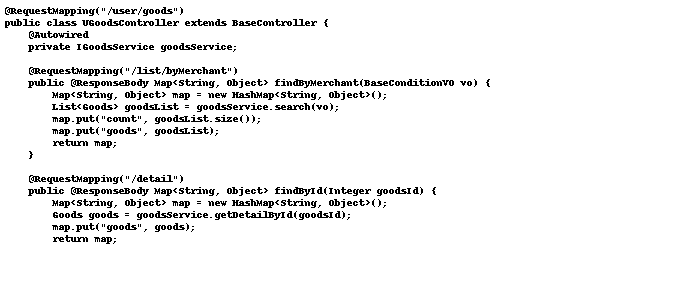 @RequestMapping("/user/goods")
public class UGoodsController extends BaseController {
    @Autowired
    private IGoodsService goodsService;

    @RequestMapping("/list/byMerchant")
    public @ResponseBody Map<String, Object> findByMerchant(BaseConditionVO vo) {
        Map<String, Object> map = new HashMap<String, Object>();
        List<Goods> goodsList = goodsService.search(vo);
        map.put("count", goodsList.size());
        map.put("goods", goodsList);
        return map;
    }

    @RequestMapping("/detail")
    public @ResponseBody Map<String, Object> findById(Integer goodsId) {
        Map<String, Object> map = new HashMap<String, Object>();
        Goods goods = goodsService.getDetailById(goodsId);
        map.put("goods", goods);
        return map;